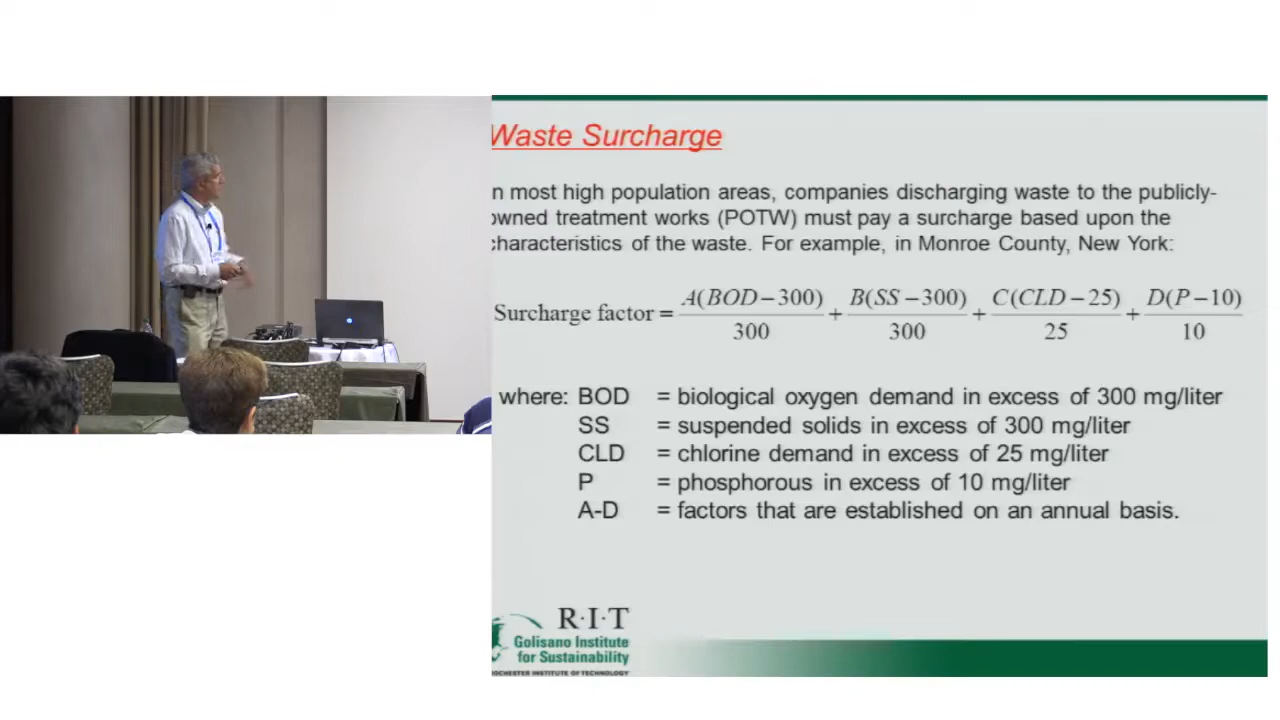 Waste Surcharge
n most high population areas, companies discharging waste to the publicly-
owned treatment works (POTW) must pay a surcharge based upon the
characteristics of the waste. For example, in Monroe County, New York:
Surcharge factor = A(BOD−300)/300 + B(SS−300)/300 + C(CLD−25)/25 + D(P−10)/10
where: BOD = biological oxygen demand in excess of 300 mg/liter
SS = suspended solids in excess of 300 mg/liter
CLD = chlorine demand in excess of 25 mg/liter
P = phosphorous in excess of 10 mg/liter
A-D = factors that are established on an annual basis.
R·I·T
Golisano Institute
for Sustainability
ROCHESTER INSTITUTE OF TECHNOLOGY